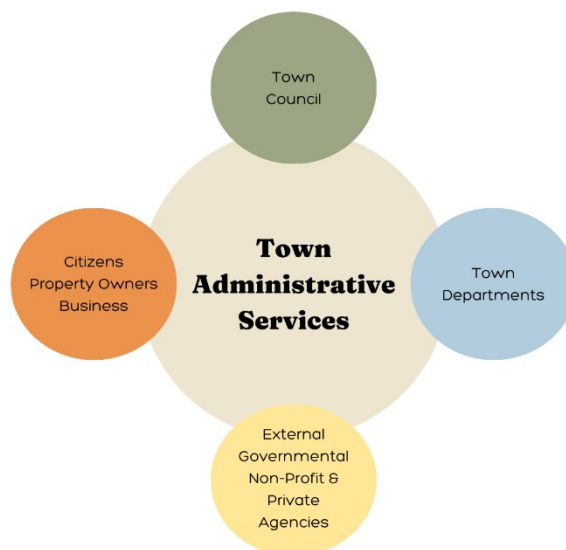 Town
Council
Citizens
Property Owners
Business
Town
Administrative
Services
Town
Departments
External
Governmental
Non-Profit &
Private
Agencies